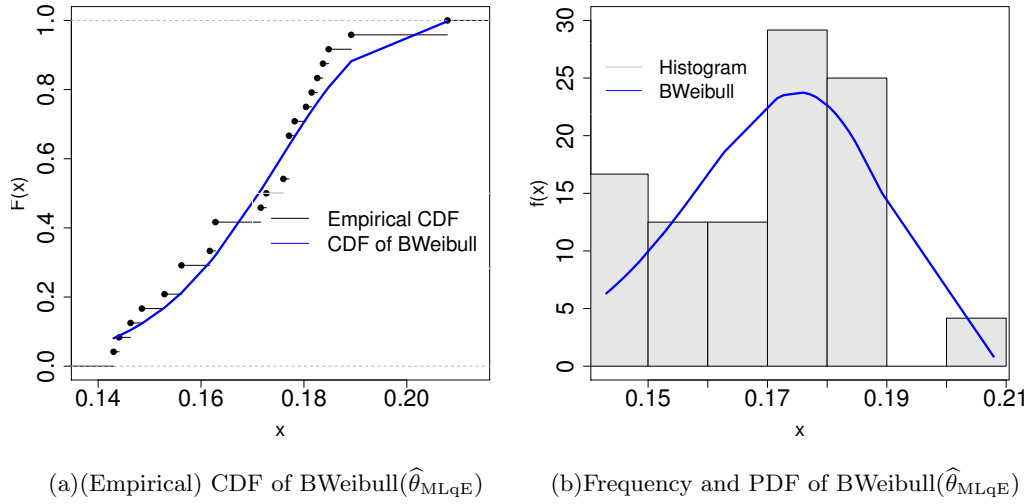 F(x)
1.0
0.8
0.6
0.4
0.2
0.0
Empirical CDF
CDF of BWeibull
0.14 0.16 0.18 0.20
x
(a)(Empirical) CDF of BWeibull(θ̂MLqE)
f(x)
30
25
20
15
10
5
0
Histogram
BWeibull
0.15 0.17 0.19 0.21
x
(b)Frequency and PDF of BWeibull(θ̂MLqE)